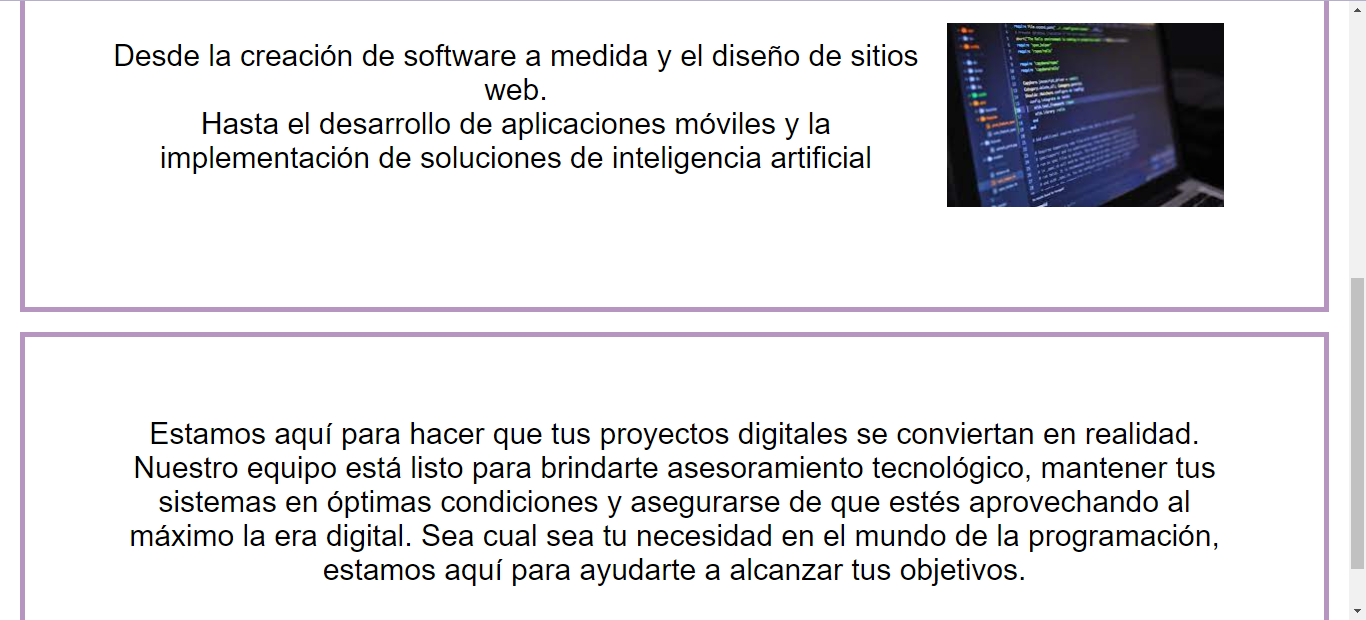 Desde la creación de software a medida y el diseño de sitios
web.
Hasta el desarrollo de aplicaciones móviles y la
implementación de soluciones de inteligencia artificial
Estamos aquí para hacer que tus proyectos digitales se conviertan en realidad.
Nuestro equipo está listo para brindarte asesoramiento tecnológico, mantener tus
sistemas en óptimas condiciones y asegurarse de que estés aprovechando al
máximo la era digital. Sea cual sea tu necesidad en el mundo de la programación,
estamos aquí para ayudarte a alcanzar tus objetivos.